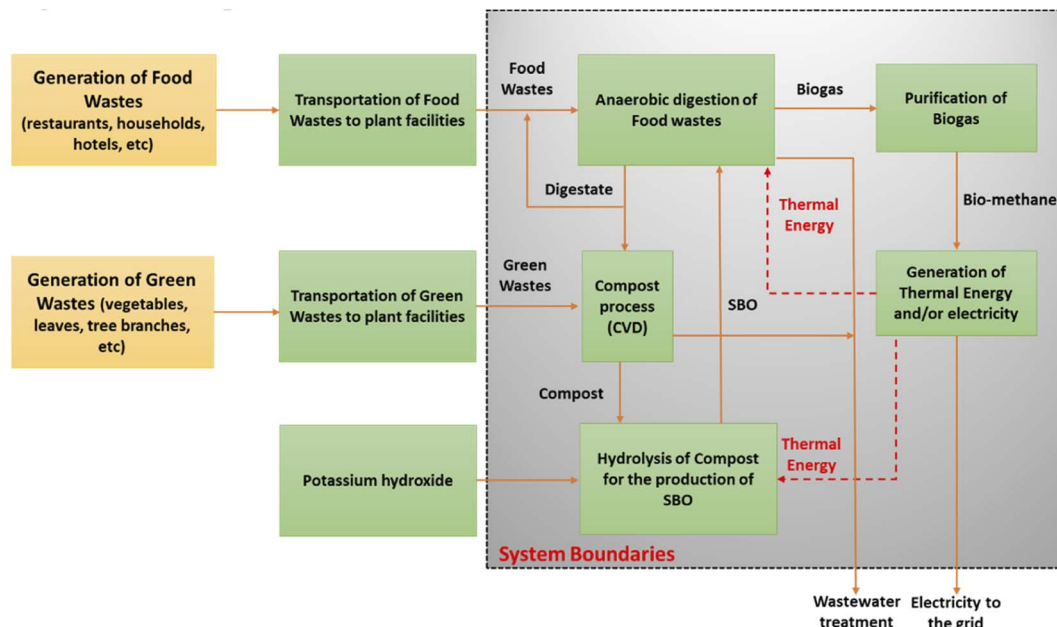 Generation of Food
Wastes
(restaurants, households,
hotels, etc)
Transportation of Food
Wastes to plant facilities
Food
Wastes
Anaerobic digestion of
Food wastes
Biogas
Purification of
Biogas
Digestate
Thermal
Energy
Bio-methane
Generation of Green
Wastes (vegetables,
leaves, tree branches,
etc)
Transportation of Green
Wastes to plant facilities
Green
Wastes
Compost
process
(CVD)
SBO
Generation of
Thermal Energy
and/or electricity
Compost
Potassium hydroxide
Hydrolysis of Compost
for the production of
SBO
Thermal
Energy
System Boundaries
Wastewater
treatment
Electricity to
the grid